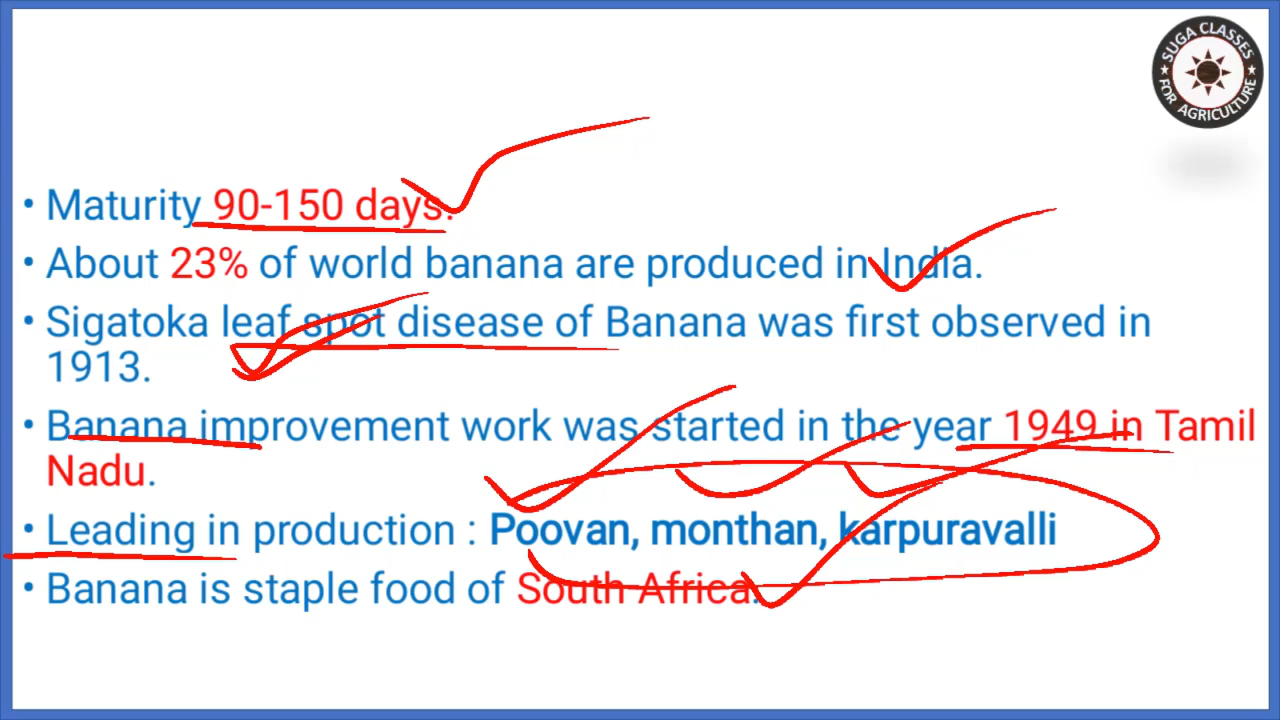 SUGA CLASSES
FOR AGRICULTURE
• Maturity 90-150 days.
• About 23% of world banana are produced in India.
• Sigatoka leaf spot disease of Banana was first observed in
1913.
• Banana improvement work was started in the year 1949 in Tamil
Nadu.
• Leading in production : Poovan, monthan, karpuravalli
• Banana is staple food of South Africa.